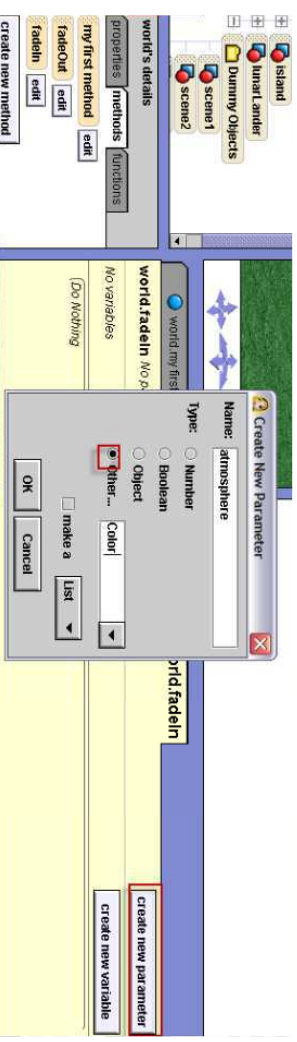 island
lunarLander
Dummy Objects
scene1
scene2
world's details
properties methods functions
my first method edit
fadeOut edit
fadeIn edit
create new method
world.my first
orld.fadeIn
world.fadeIn No p
create new parameter
No variables
create new variable
(Do Nothing
Create New Parameter
Name: atmosphere
Type: Number
Boolean
Object
other... Color
make a List
OK Cancel